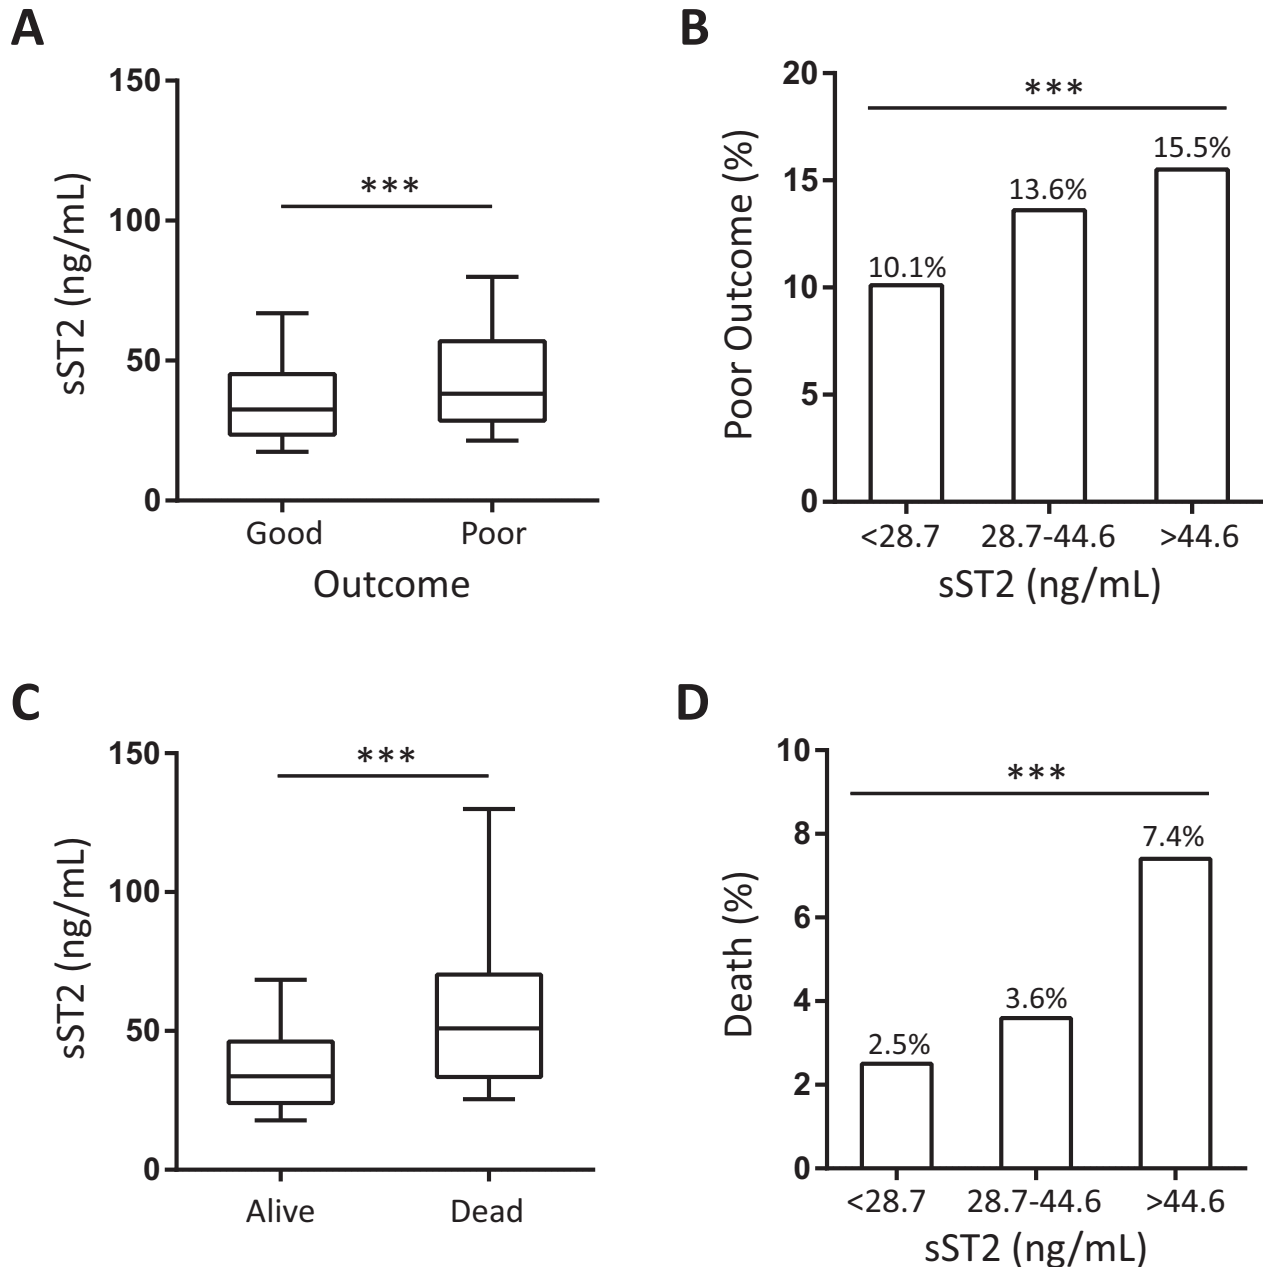 A
150
100
50
0
sST2 (ng/mL)
***
Good
Poor
Outcome
B
20
15
10
5
0
Poor Outcome (%)
***
10.1%
13.6%
15.5%
<28.7
28.7-44.6
>44.6
sST2 (ng/mL)
C
150
100
50
0
sST2 (ng/mL)
***
Alive
Dead
D
10
8
6
4
2
0
Death (%)
***
2.5%
3.6%
7.4%
<28.7
28.7-44.6
>44.6
sST2 (ng/mL)